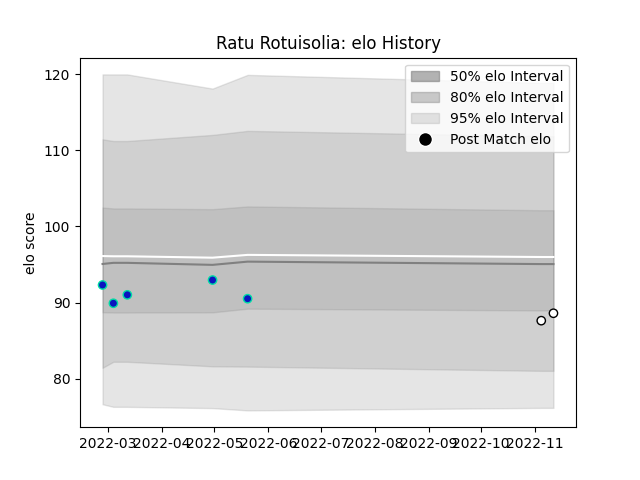 Ratu Rotuisolia: elo History
120
110
100
90
80
elo score
50% elo Interval
80% elo Interval
95% elo Interval
Post Match elo
2022-03 2022-04 2022-05 2022-06 2022-07 2022-08 2022-09 2022-10 2022-11